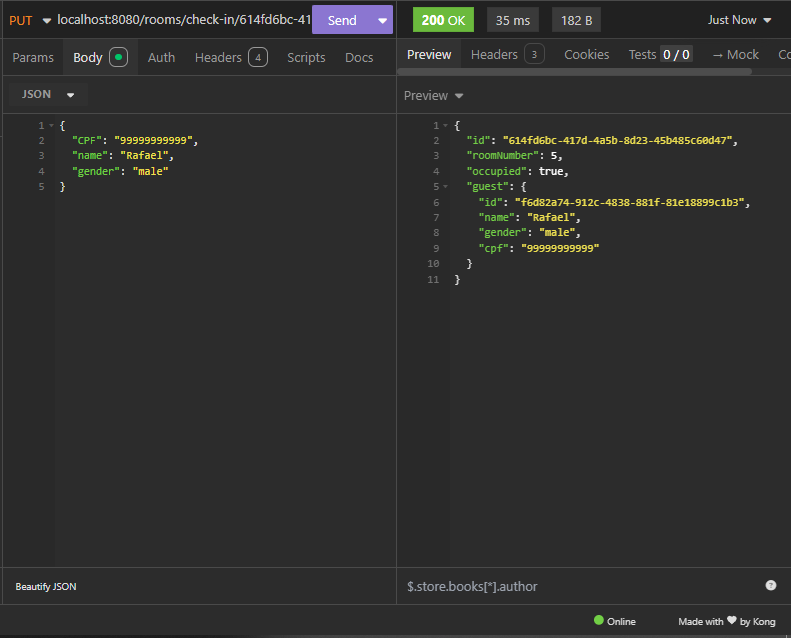 PUT localhost:8080/rooms/check-in/614fd6bc-41 Send
200 OK 35 ms 182 B Just Now
Params Body Auth Headers 4 Scripts Docs
Preview Headers 3 Cookies Tests 0 / 0 → Mock Co
JSON
Preview
1 {
2 "CPF": "99999999999",
3 "name": "Rafael",
4 "gender": "male"
5 }
1 {
2 "id": "614fd6bc-417d-4a5b-8d23-45b485c60d47",
3 "roomNumber": 5,
4 "occupied": true,
5 "guest": {
6 "id": "f6d82a74-912c-4838-881f-81e18899c1b3",
7 "name": "Rafael",
8 "gender": "male",
9 "cpf": "99999999999"
10 }
11 }
Beautify JSON
$.store.books[*].author
?
Online
Made with ❤ by Kong